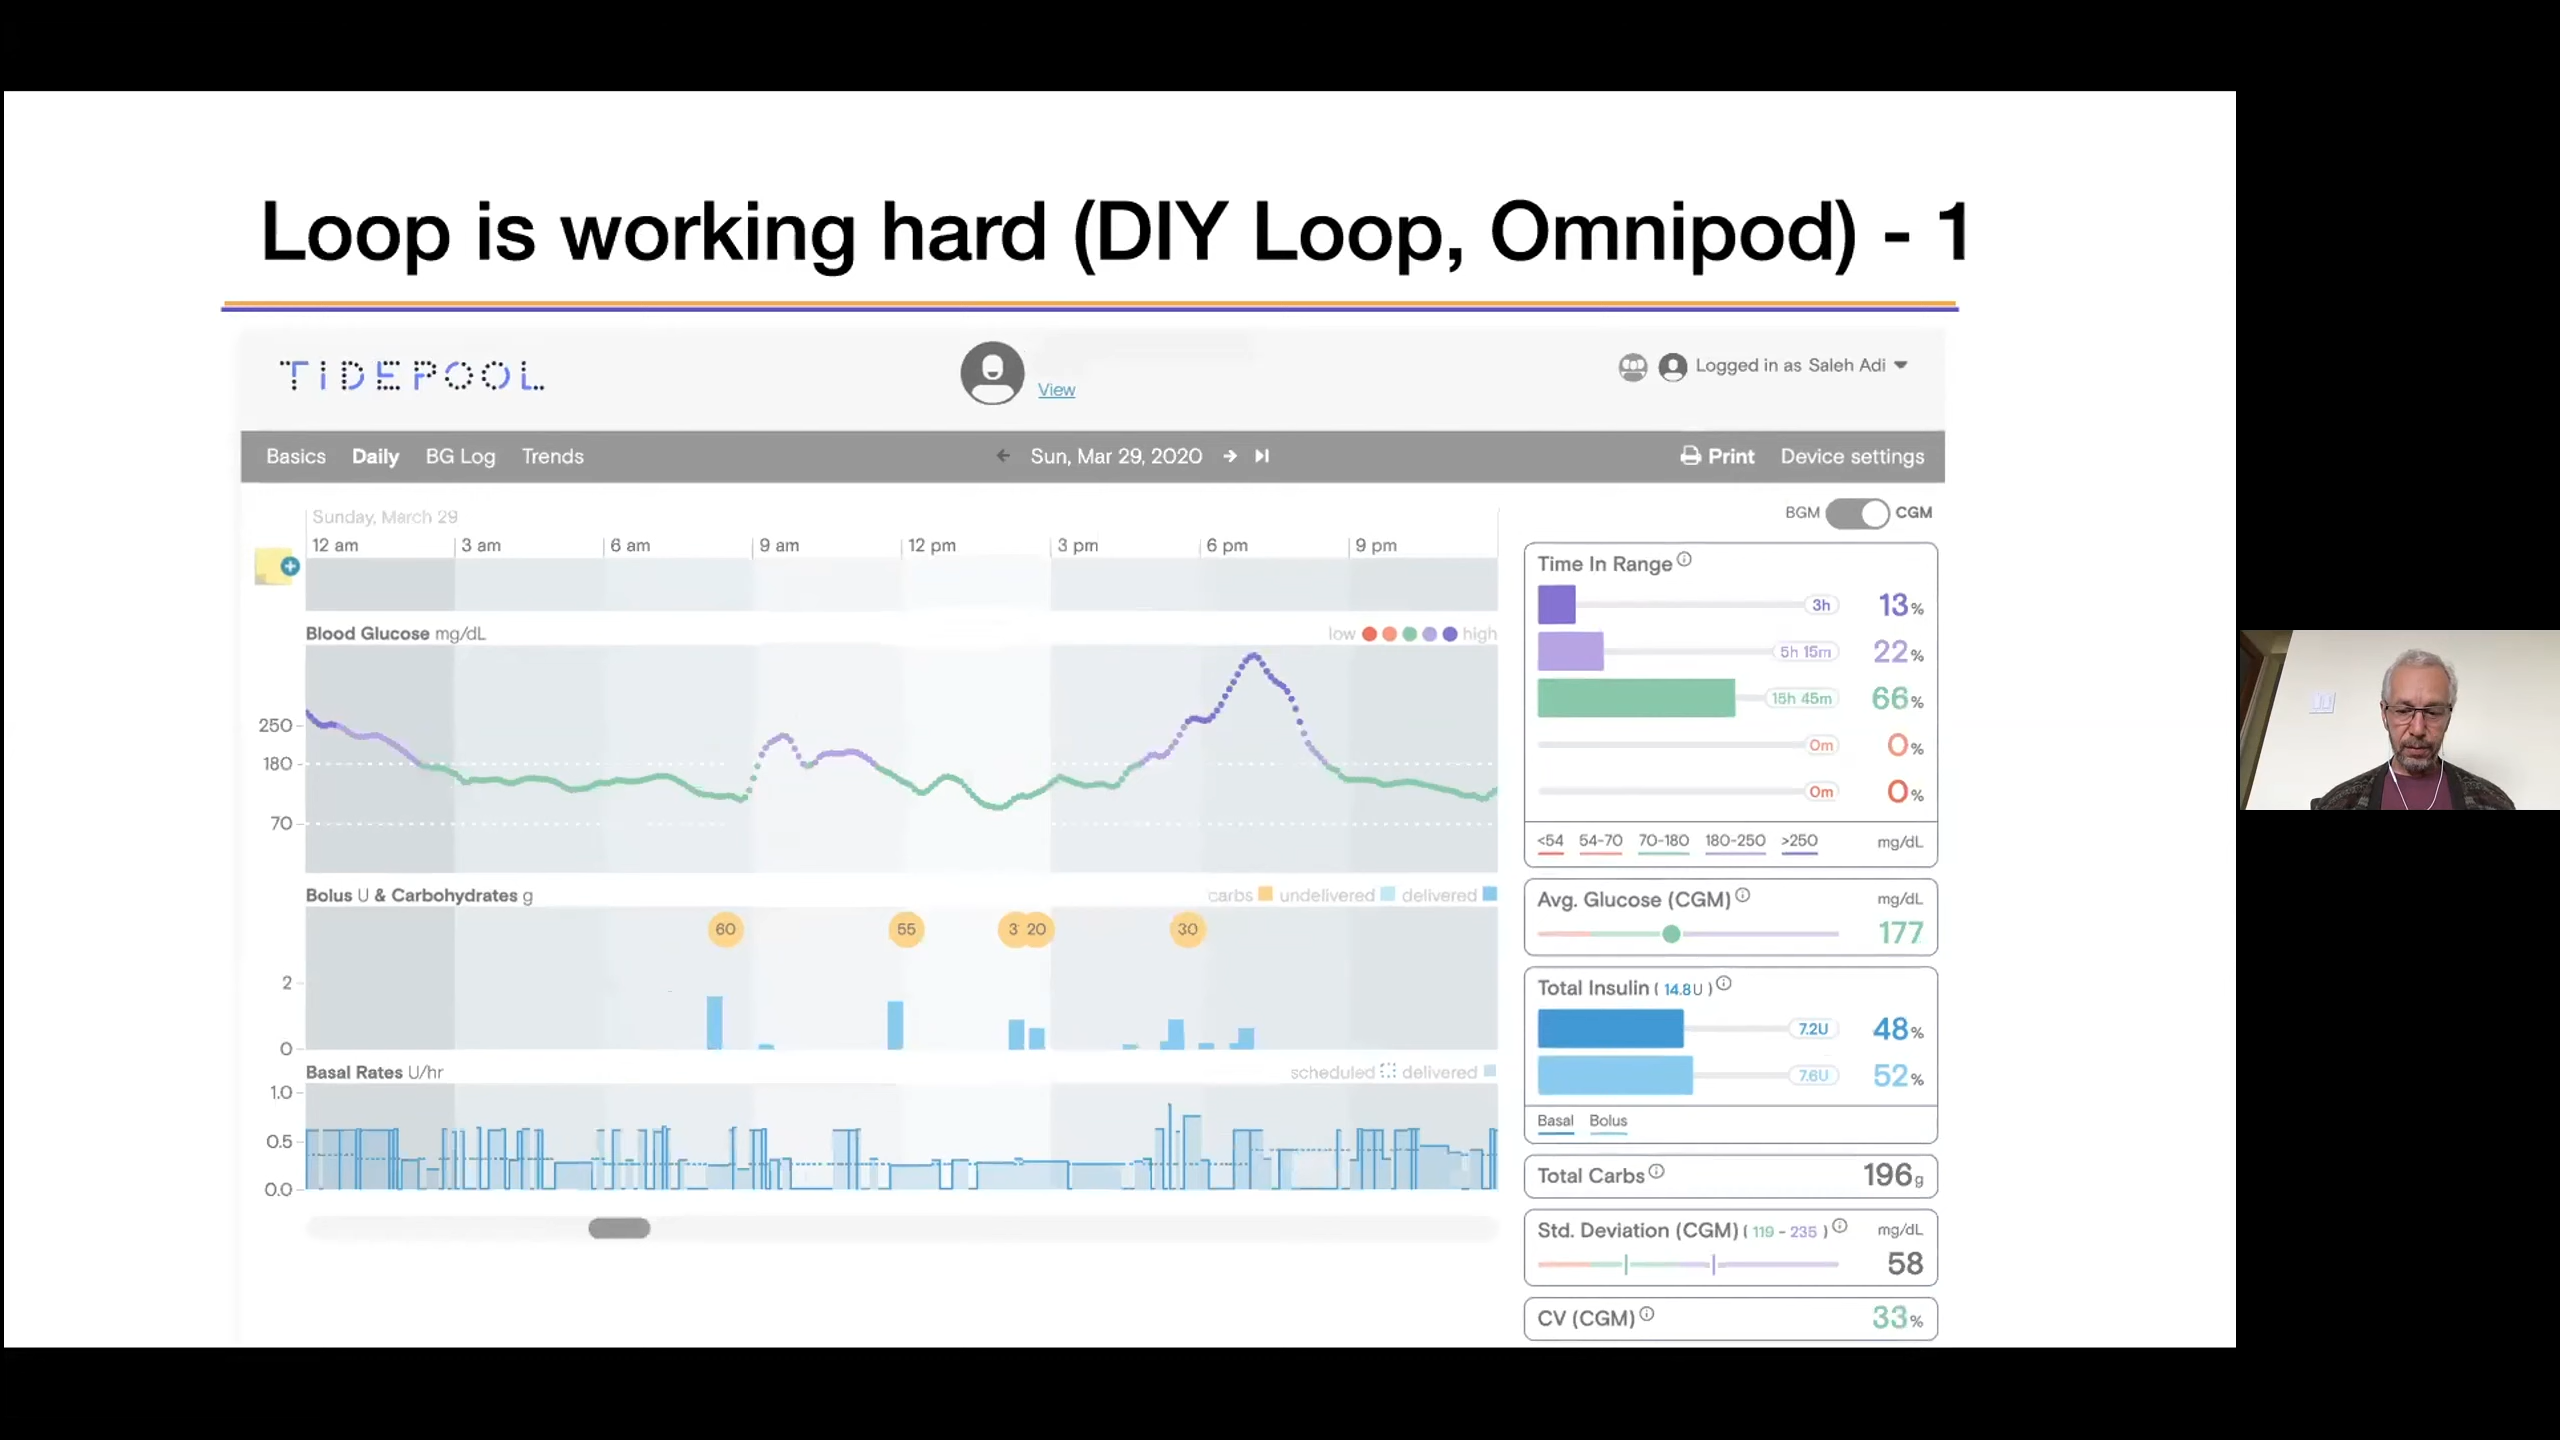 Loop is working hard (DIY Loop, Omnipod) - 1
TIDEPOOL
View
Logged in as Saleh Adi
Basics Daily BG Log Trends
Sun, Mar 29, 2020
Print Device settings
BGM CGM
Sunday, March 29
12 am 3 am 6 am 9 am 12 pm 3 pm 6 pm 9 pm
Blood Glucose mg/dL
low high
250
180
70
Bolus U & Carbohydrates g
carbs undelivered delivered
60 55 3 20 30
2
0
Basal Rates U/hr
scheduled delivered
1.0
0.5
0.0
Time In Range
3h 13%
5h 15m 22%
15h 45m 66%
0m 0%
0m 0%
<54 54-70 70-180 180-250 >250 mg/dL
Avg. Glucose (CGM) mg/dL
177
Total Insulin ( 14.8 U )
7.2U 48%
7.6U 52%
Basal Bolus
Total Carbs 196g
Std. Deviation (CGM) ( 119 - 235 ) mg/dL
58
CV (CGM) 33%